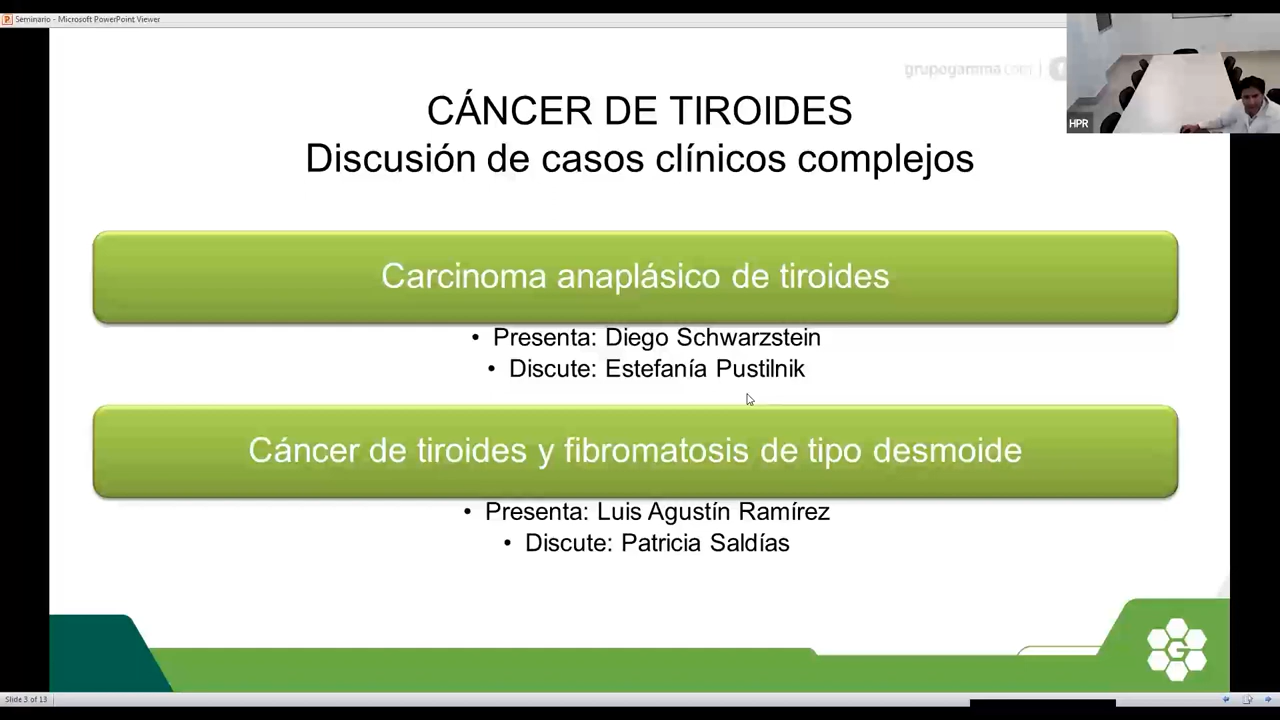 Seminario - Microsoft PowerPoint Viewer
grupogamma.com |
HPR
CÁNCER DE TIROIDES
Discusión de casos clínicos complejos
Carcinoma anaplásico de tiroides
• Presenta: Diego Schwarzstein
• Discute: Estefanía Pustilnik
Cáncer de tiroides y fibromatosis de tipo desmoide
• Presenta: Luis Agustín Ramírez
• Discute: Patricia Saldías
G
Slide 3 of 13